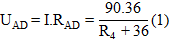 U_AD = I.R_AD = 90.36 / (R_4 + 36) (1)